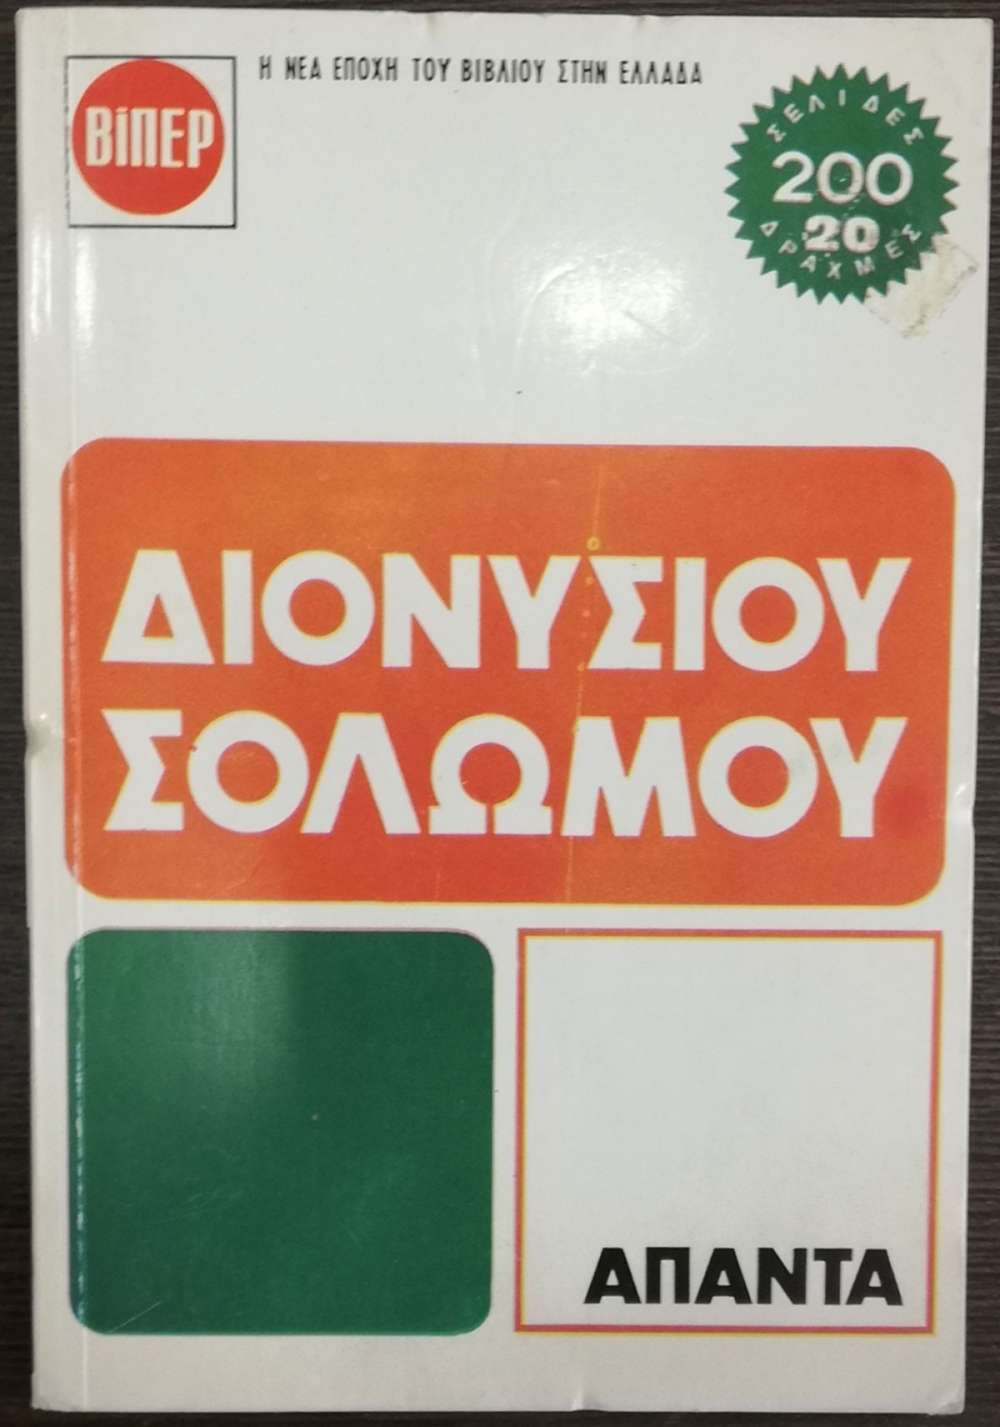 ΒΙΠΕΡ
Η ΝΕΑ ΕΠΟΧΗ ΤΟΥ ΒΙΒΛΙΟΥ ΣΤΗΝ ΕΛΛΑΔΑ
ΣΕΛΙΔΕΣ
200
20
ΔΡΑΧΜΕΣ
ΔΙΟΝΥΣΙΟΥ
ΣΟΛΩΜΟΥ
ΑΠΑΝΤΑ